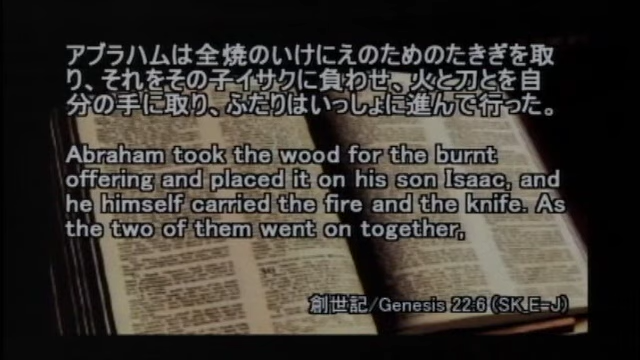 アブラハムは全焼のいけにえのためのたきぎを取
り、それをその子イサクに負わせ、火と刀とを自
分の手に取り、ふたりはいっしょに進んで行った。
Abraham took the wood for the burnt
offering and placed it on his son Isaac, and
he himself carried the fire and the knife. As
the two of them went on together,
創世記/Genesis 22:6 (SK_E-J)